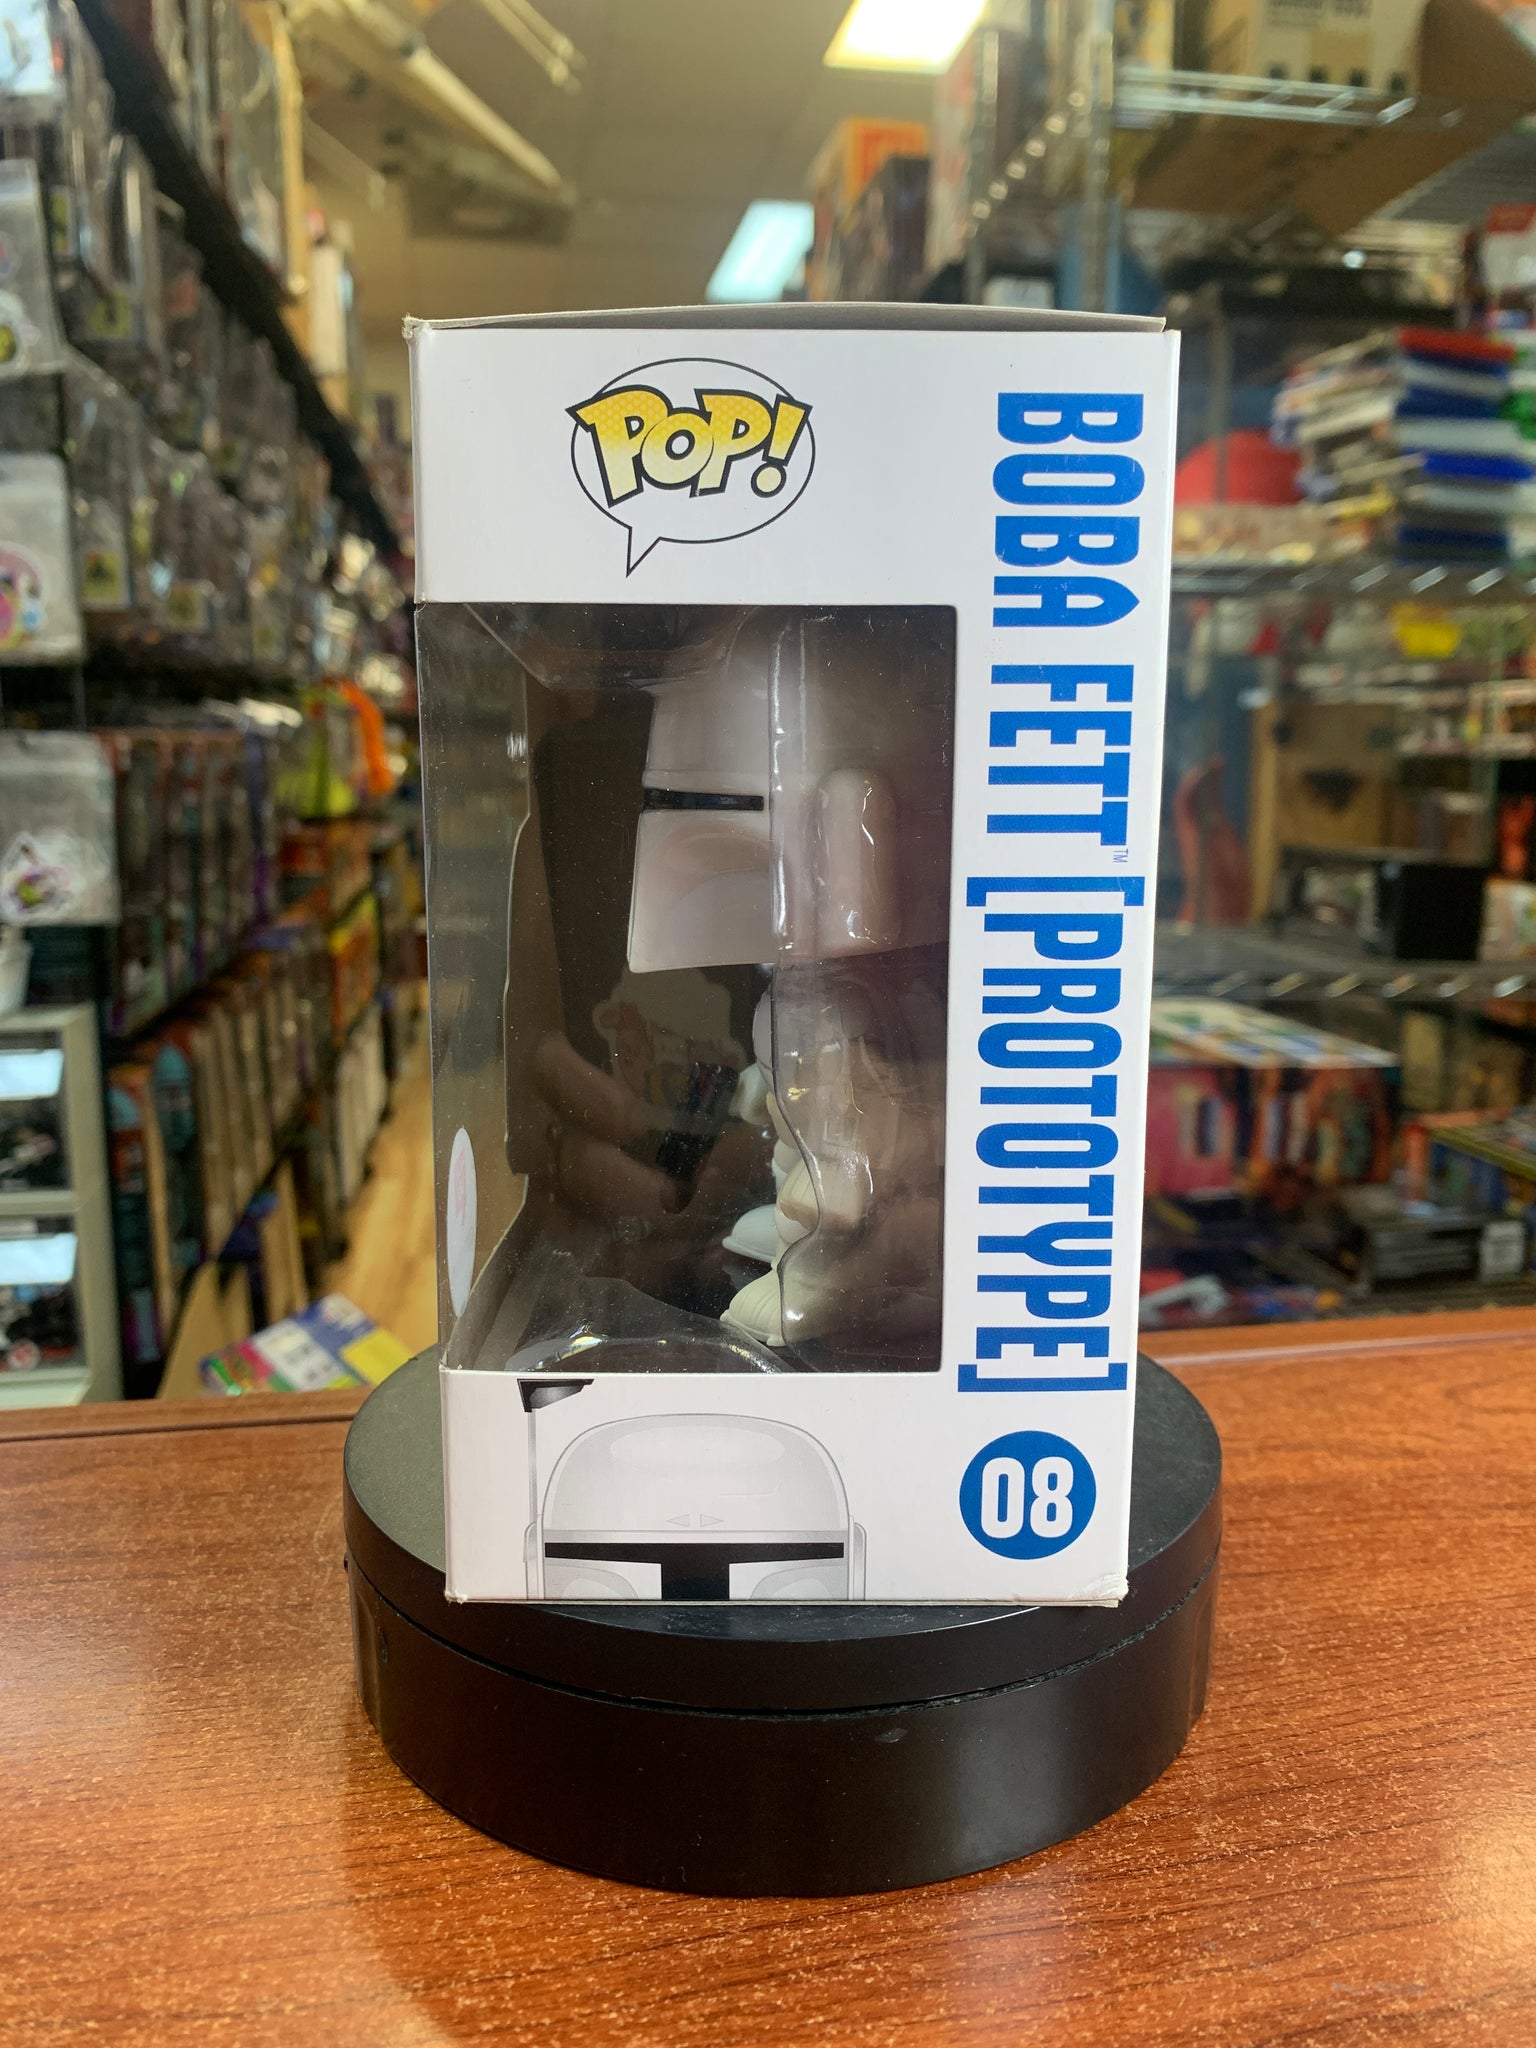 POP!
BOBA FETT™ [PROTOTYPE]
08